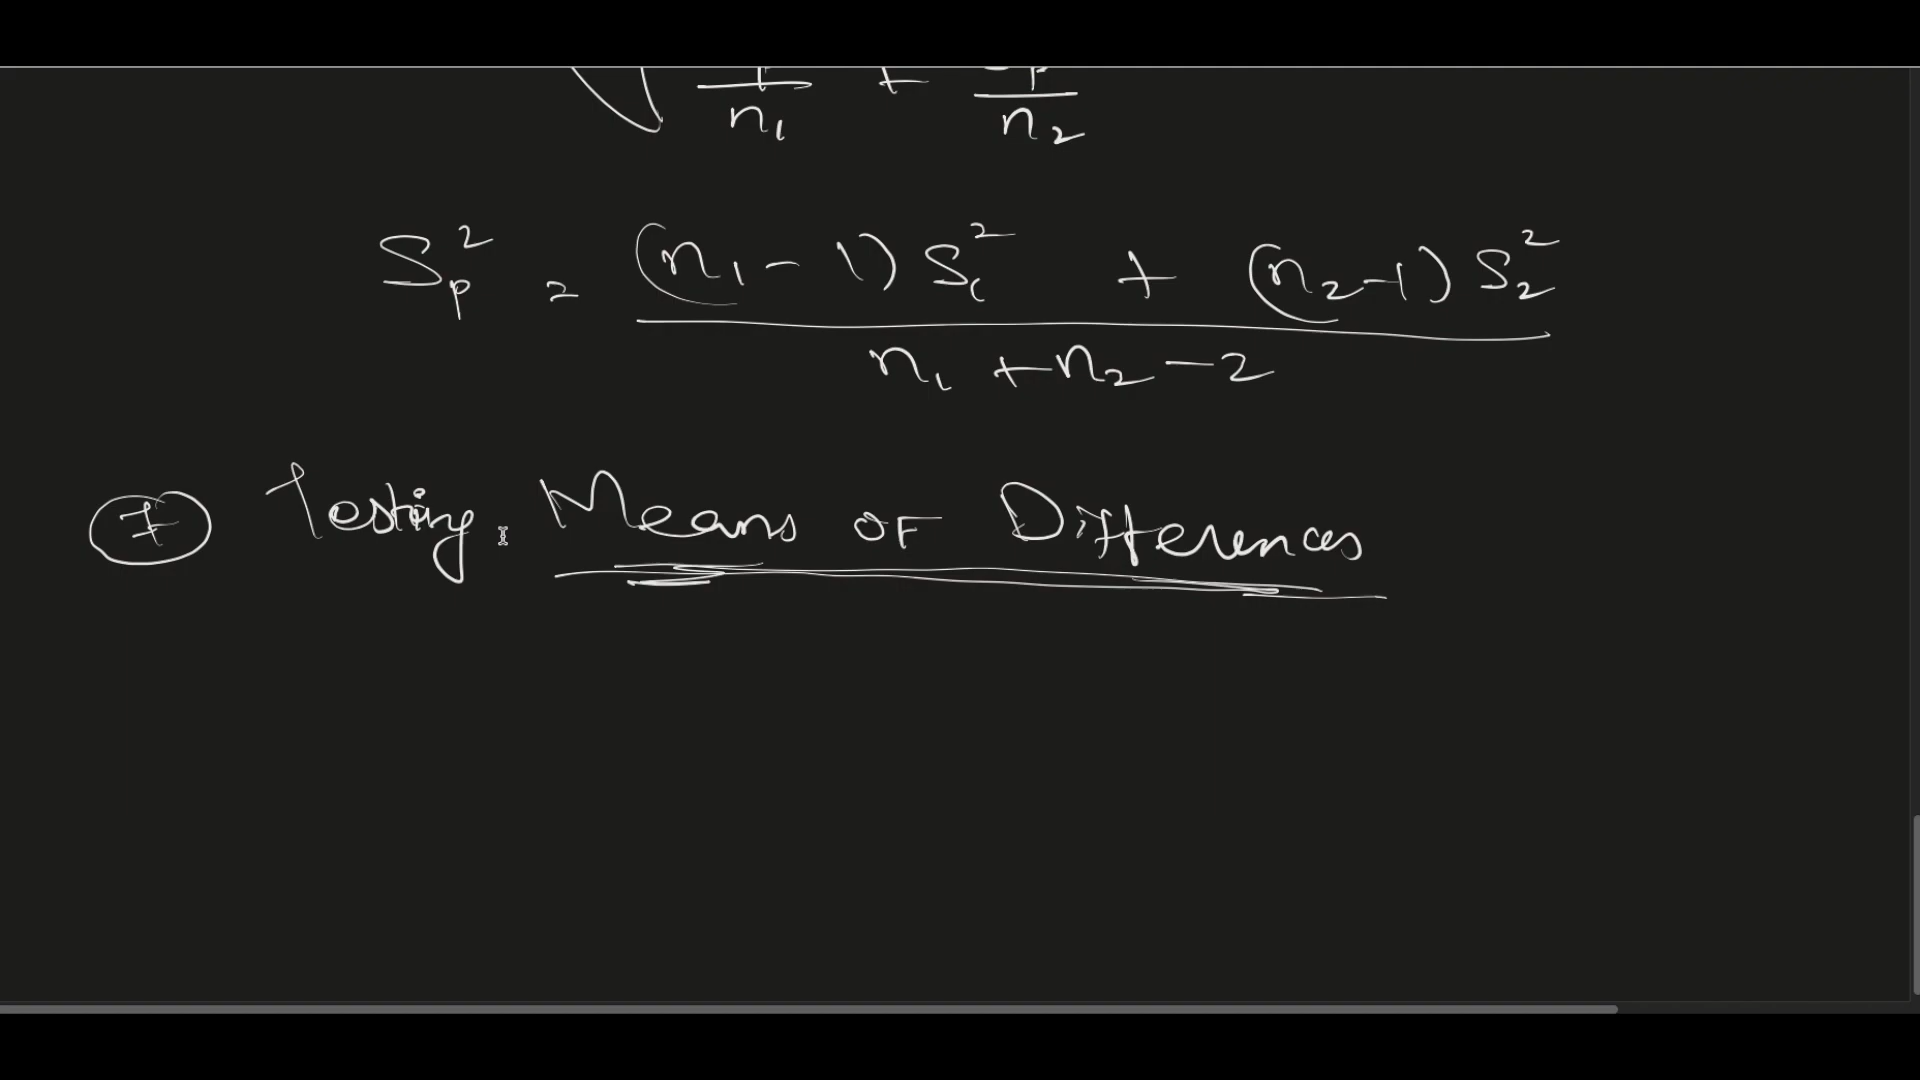 n₁ + n₂
Sp² = (n₁ - 1) S₁² + (n₂ - 1) S₂²
n₁ + n₂ - 2
7 Testing Means OF Differences